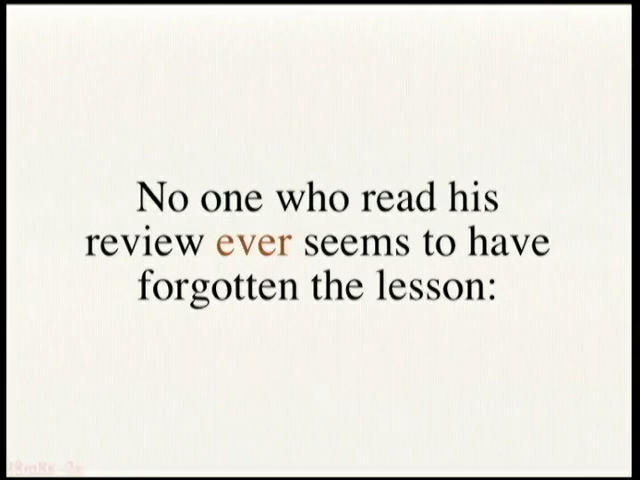 No one who read his
review ever seems to have
forgotten the lesson: